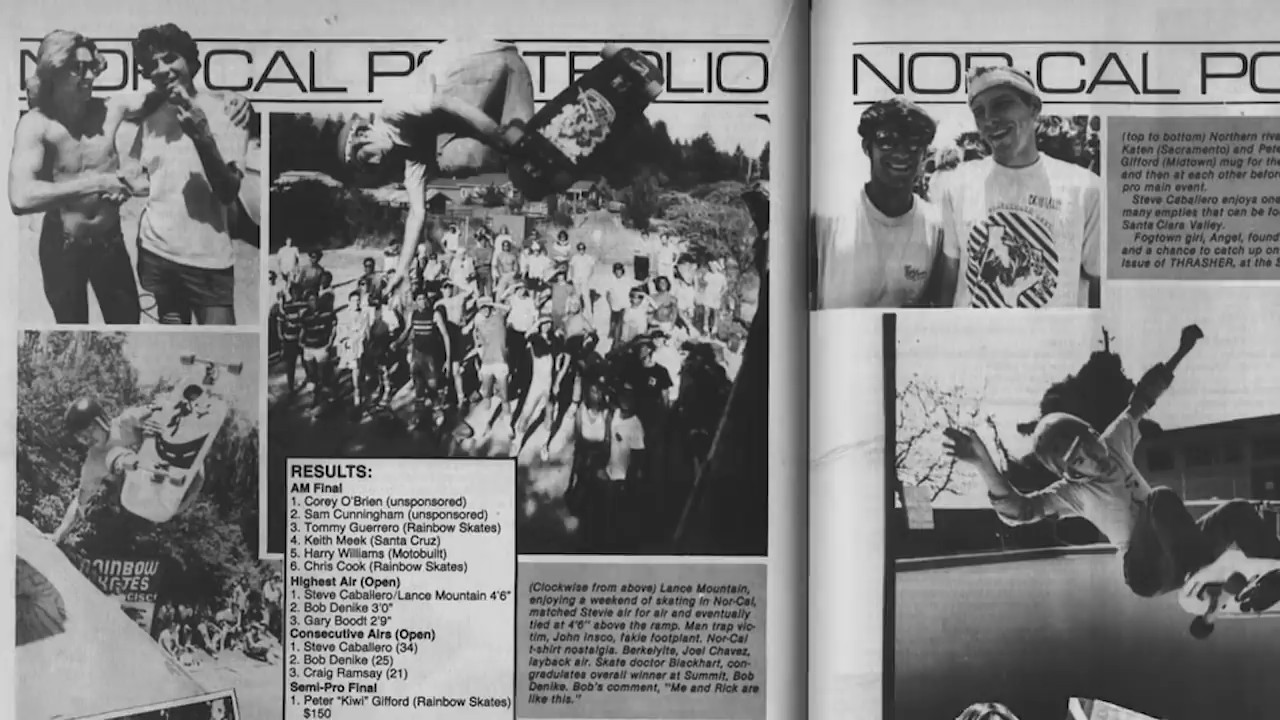 NOR-CAL PORTFOLIO
RESULTS:
AM Final
1. Corey O'Brien (unsponsored)
2. Sam Cunningham (unsponsored)
3. Tommy Guerrero (Rainbow Skates)
4. Keith Meek (Santa Cruz)
5. Harry Williams (Motobuilt)
6. Chris Cook (Rainbow Skates)
Highest Air (Open)
1. Steve Caballero/Lance Mountain 4'6"
2. Bob Denike 3'0"
3. Gary Boodt 2'9"
Consecutive Airs (Open)
1. Steve Caballero (34)
2. Bob Denike (25)
3. Craig Ramsay (21)
Semi-Pro Final
1. Peter "Kiwi" Gifford (Rainbow Skates)
$150
RAINBOW
SKATES
(Clockwise from above) Lance Mountain,
enjoying a weekend of skating in Nor-Cal,
matched Stevie air for air and eventually
tied at 4'6" above the ramp. Man trap vic-
tim, John Insco, fakie footplant. Nor-Cal
t-shirt nostalgia. Berkelyite, Joel Chavez,
layback air. Skate doctor Blackhart, con-
gradulates overall winner at Summit, Bob
Denike. Bob's comment, "Me and Rick are
like this."
NOR-CAL PO
(top to bottom) Northern riva
Katen (Sacramento) and Pete
Gifford (Midtown) mug for the
and then at each other before
pro main event.
Steve Caballero enjoys one
many empties that can be fo
Santa Clara Valley.
Fogtown girl, Angel, found
and a chance to catch up on
issue of THRASHER, at the S